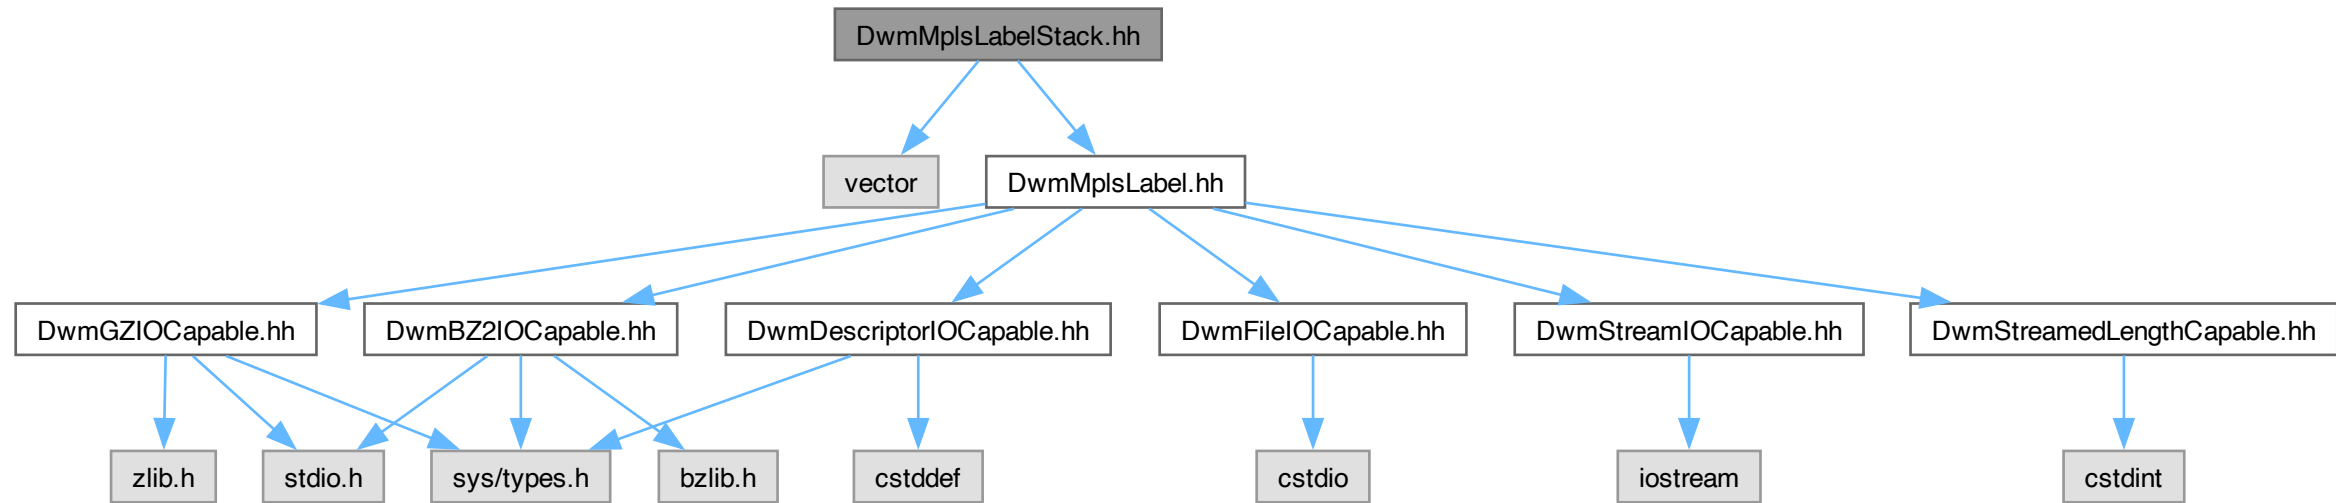 DwmMplsLabelStack.hh
vector
DwmMplsLabel.hh
DwmGZIOCapable.hh
DwmBZ2IOCapable.hh
DwmDescriptorIOCapable.hh
DwmFileIOCapable.hh
DwmStreamIOCapable.hh
DwmStreamedLengthCapable.hh
zlib.h
stdio.h
sys/types.h
bzlib.h
cstddef
cstdio
iostream
cstdint